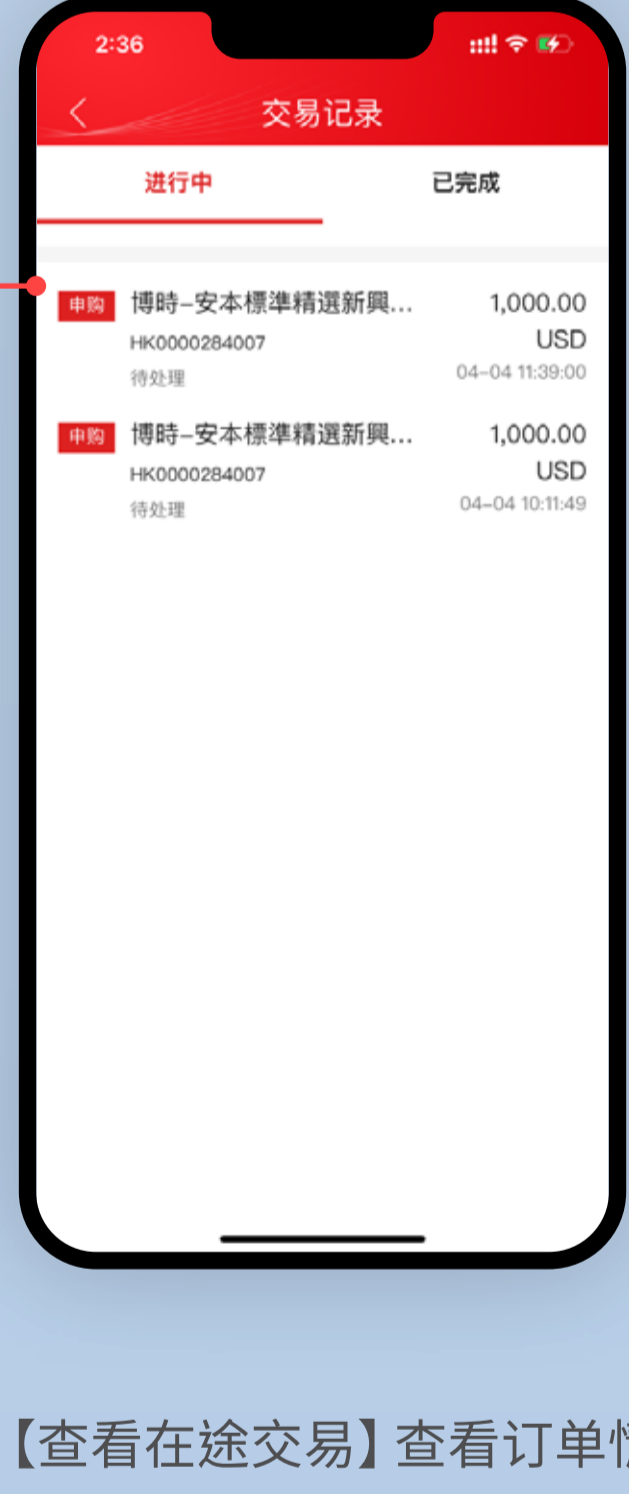 2:36
交易记录
进行中 已完成
申购 博時–安本標準精選新興... 1,000.00
HK0000284007 USD
待处理 04–04 11:39:00
申购 博時–安本標準精選新興... 1,000.00
HK0000284007 USD
待处理 04–04 10:11:49
【查看在途交易】查看订单